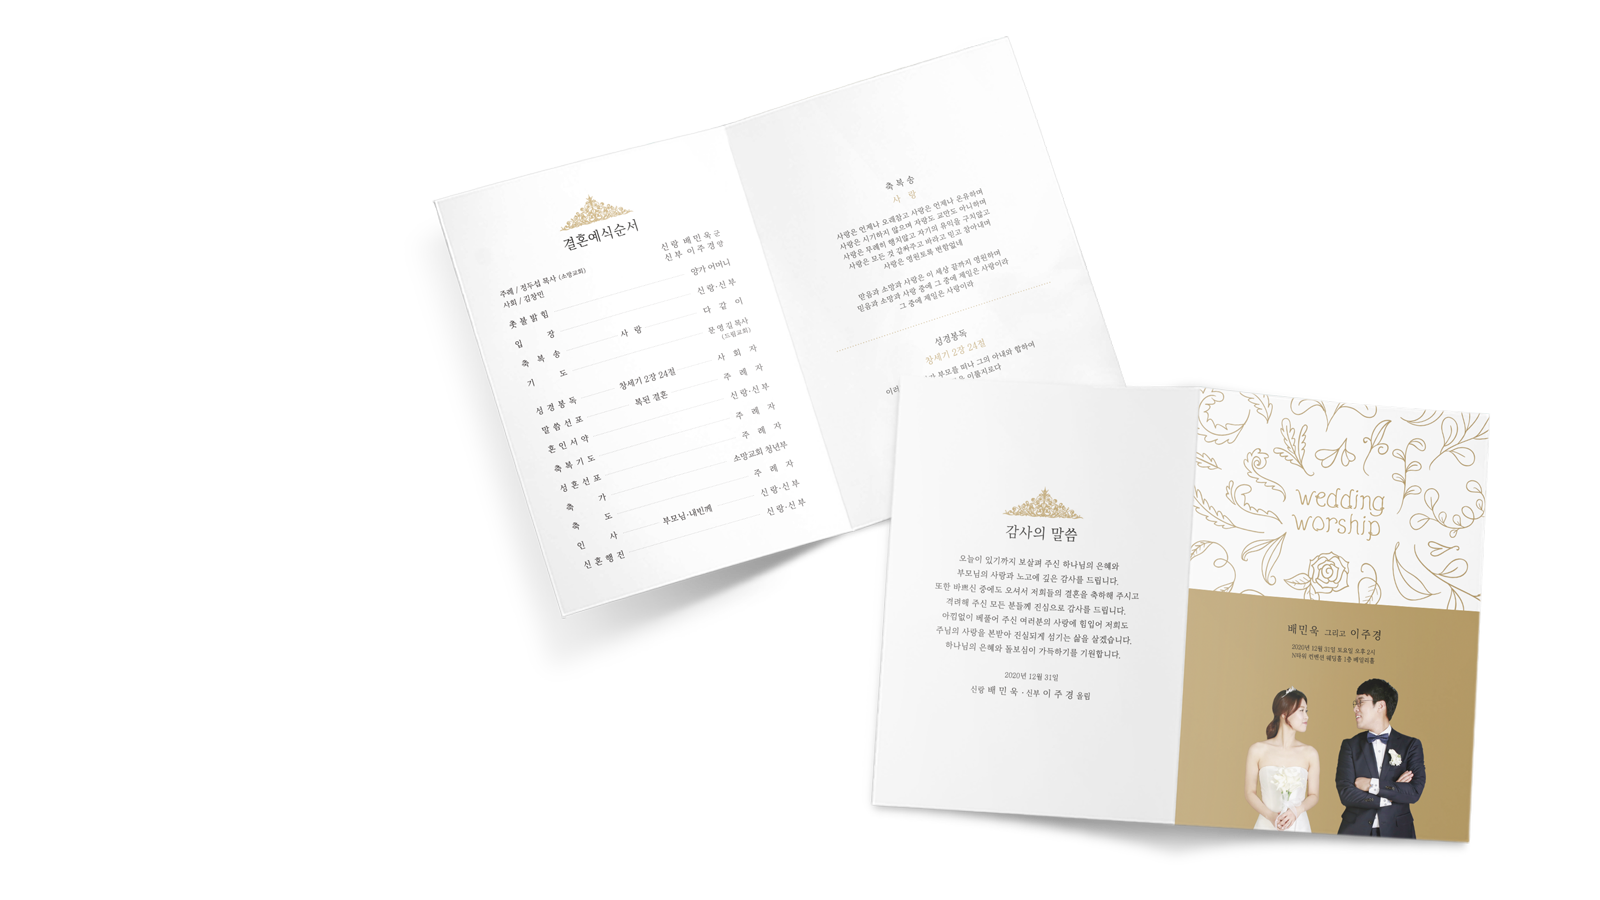 결혼예식순서
신랑 배 민 욱 군
신부 이 주 경 양
주례 / 정두섭 목사 (소망교회)
사회 / 김창민
촛 불 밝 힘 양가 어머니
입 장 신 랑·신 부
축 복 송 사 랑 다 같 이
기 도 문 영 길 목사
(드림교회)
성 경 봉 독 창세기 2장 24절 사 회 자
말 씀 선 포 복된 결혼 주 례 자
혼 인 서 약 신 랑·신 부
축 복 기 도 주 례 자
성 혼 선 포 주 례 자
축 가 소망교회 청년부
축 도 주 례 자
인 사 부모님·내빈께 신 랑·신 부
신 혼 행 진 신 랑·신 부
축 복 송
사 랑
사랑은 언제나 오래참고 사랑은 언제나 온유하며
사랑은 시기하지 않으며 자랑도 교만도 아니하며
사랑은 무례히 행치않고 자기의 유익을 구치않고
사랑은 모든 것 감싸주고 바라고 믿고 참아내며
사랑은 영원토록 변함없네
믿음과 소망과 사랑은 이 세상 끝까지 영원하며
믿음과 소망과 사랑 중에 그 중에 제일은 사랑이라
그 중에 제일은 사랑이라
성경봉독
창세기 2장 24절
부모를 떠나 그의 아내와 합하여
이룰지로다
감사의 말씀
오늘이 있기까지 보살펴 주신 하나님의 은혜와
부모님의 사랑과 노고에 깊은 감사를 드립니다.
또한 바쁘신 중에도 오셔서 저희들의 결혼을 축하해 주시고
격려해 주신 모든 분들께 진심으로 감사를 드립니다.
아낌없이 베풀어 주신 여러분의 사랑에 힘입어 저희도
주님의 사랑을 본받아 진실되게 섬기는 삶을 살겠습니다.
하나님의 은혜와 돌보심이 가득하기를 기원합니다.
2020년 12월 31일
신랑 배 민 욱 · 신부 이 주 경 올림
wedding
worship
배민욱 그리고 이주경
2020년 12월 31일 토요일 오후 2시
N타워 컨벤션 웨딩홀 1층 베일리홀